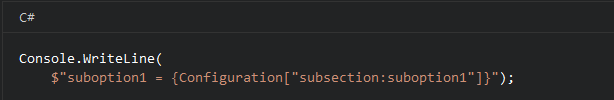 C#
Console.WriteLine(
$"suboption1 = {Configuration["subsection:suboption1"]}");